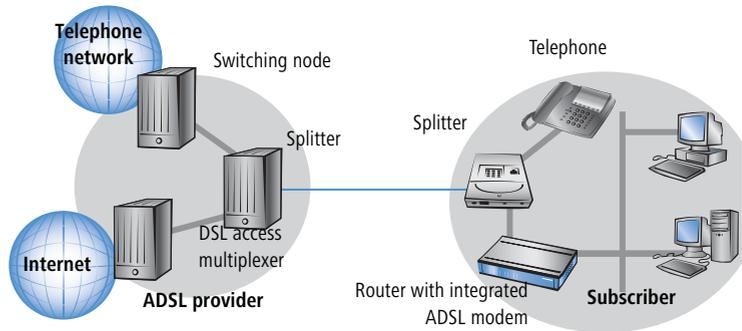 Telephone
network
Switching node
Telephone
Splitter
Splitter
DSL access
multiplexer
Internet
ADSL provider
Router with integrated
ADSL modem
Subscriber